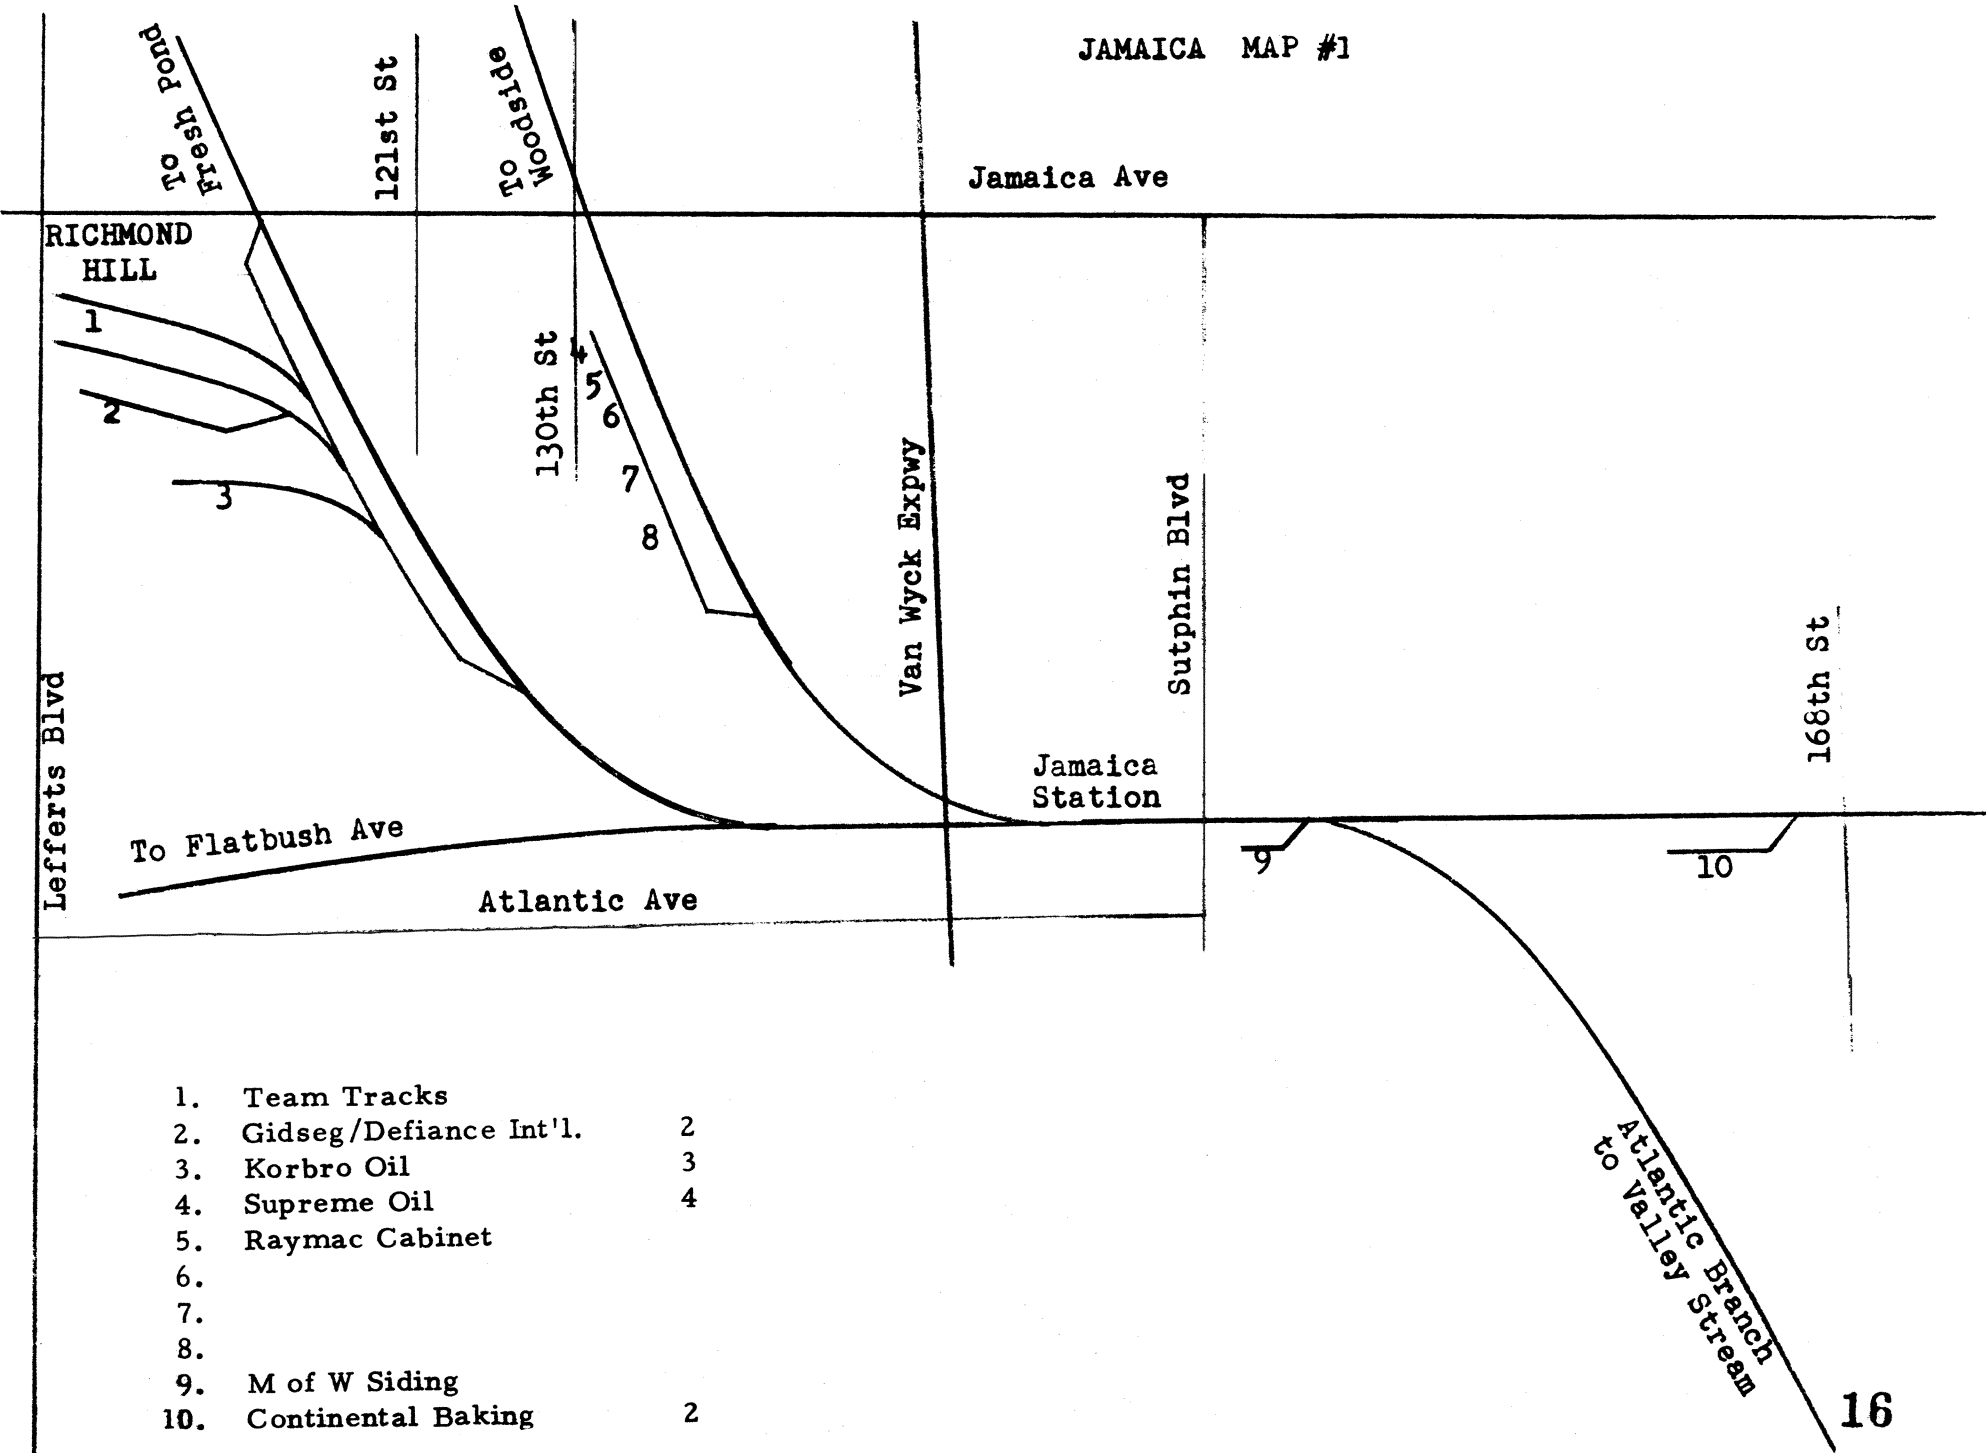 JAMAICA MAP #1
To
Fresh Pond
121st St
To
Woodside
Jamaica Ave
RICHMOND
HILL
1
2
3
130th St
4
5
6
7
8
Van Wyck Expwy
Sutphin Blvd
168th St
Lefferts Blvd
Jamaica
Station
To Flatbush Ave
9
10
Atlantic Ave
Atlantic Branch
to Valley Stream
1. Team Tracks
2. Gidseg/Defiance Int'l. 2
3. Korbro Oil 3
4. Supreme Oil 4
5. Raymac Cabinet
6.
7.
8.
9. M of W Siding
10. Continental Baking 2
16